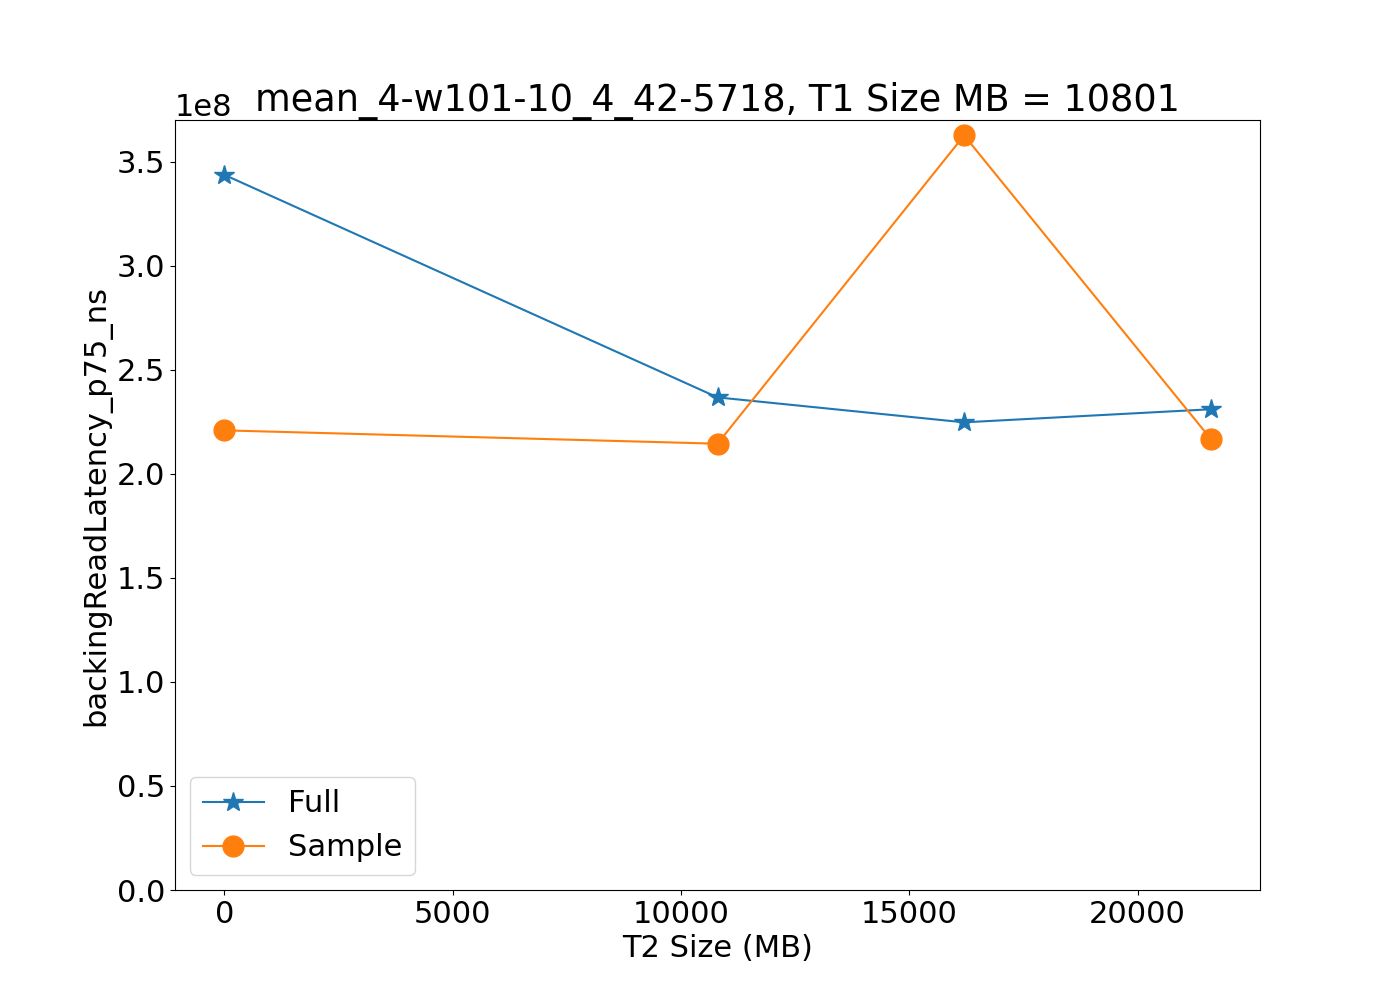 1e8
mean_4-w101-10_4_42-5718, T1 Size MB = 10801
3.5
3.0
2.5
2.0
1.5
1.0
0.5
0.0
backingReadLatency_p75_ns
Full
Sample
0
5000
10000
15000
20000
T2 Size (MB)